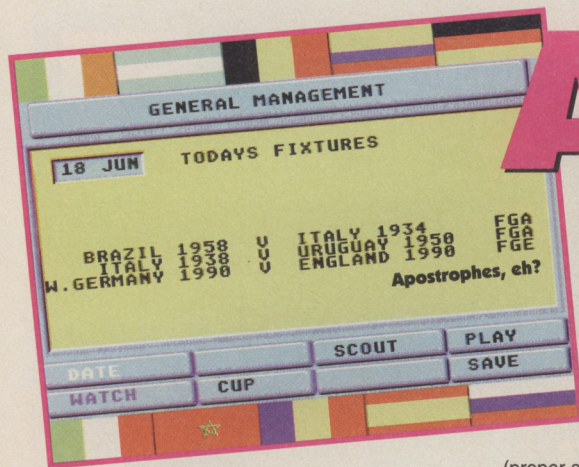 GENERAL MANAGEMENT
18 JUN TODAYS FIXTURES
BRAZIL 1958 V ITALY 1934 FGA
ITALY 1938 V URUGUAY 1950 FGA
W.GERMANY 1990 V ENGLAND 1990 FGE
Apostrophes, eh?
DATE SCOUT PLAY
WATCH CUP SAVE
A
(proper